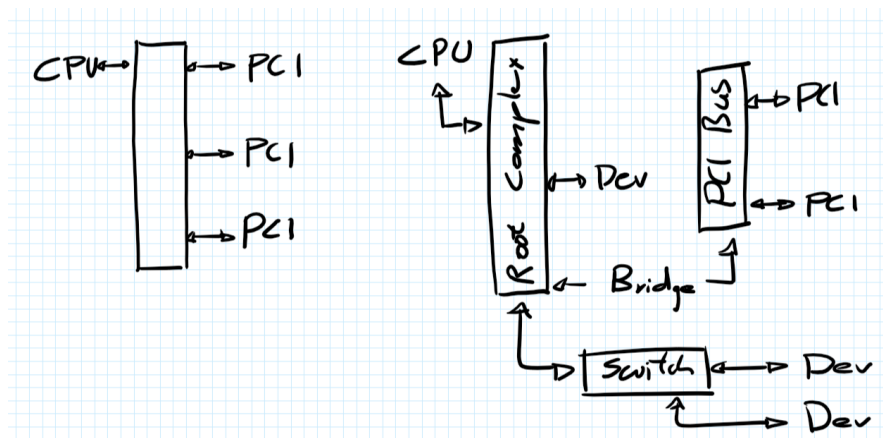 CPU
PCI
PCI
PCI
CPU
Root Complex
Dev
Bridge
PCI Bus
PCI
PCI
Switch
Dev
Dev